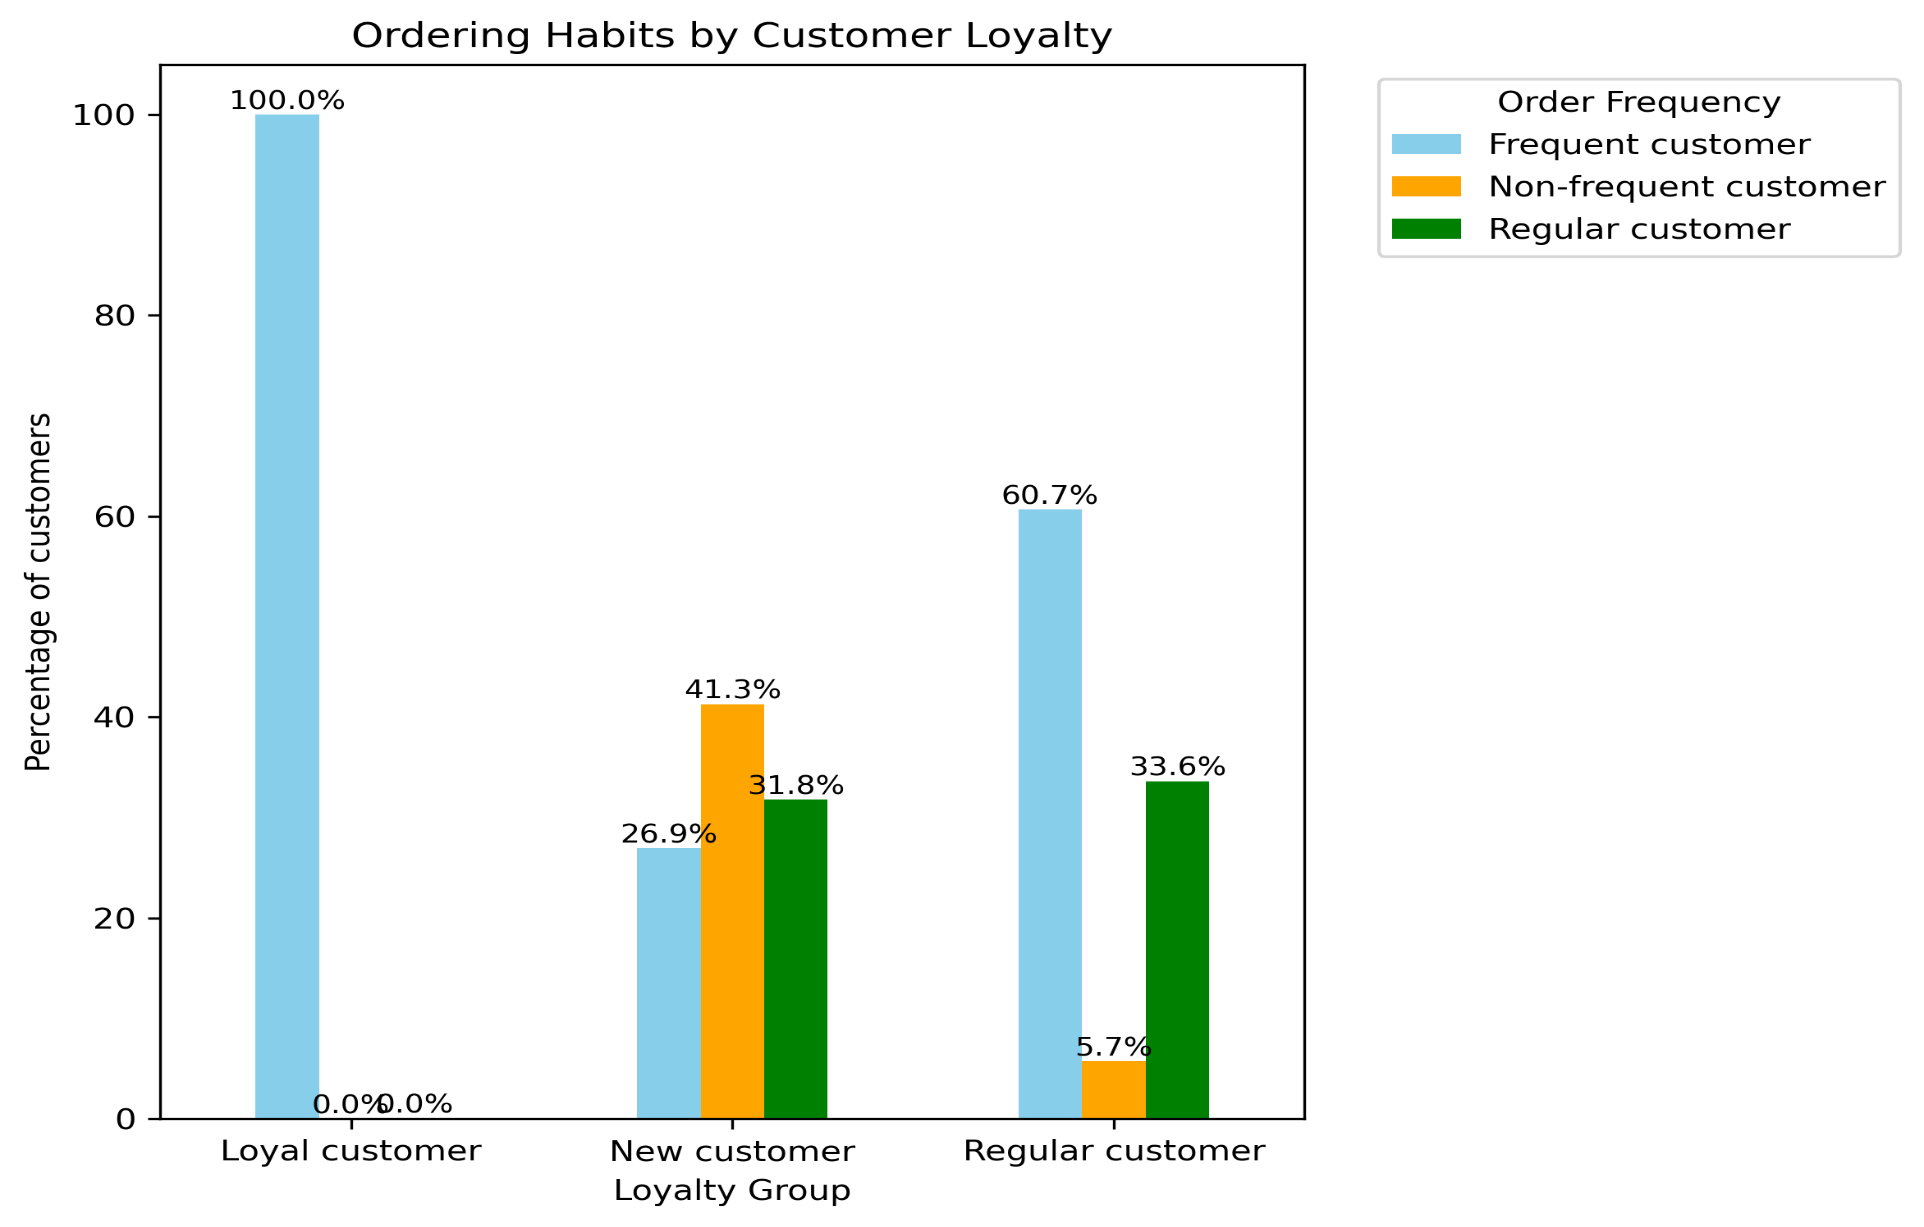 Ordering Habits by Customer Loyalty
Order Frequency
Frequent customer
Non-frequent customer
Regular customer
Percentage of customers
100
80
60
40
20
0
100.0%
0.0%
0.0%
26.9%
41.3%
31.8%
60.7%
5.7%
33.6%
Loyal customer
New customer
Regular customer
Loyalty Group